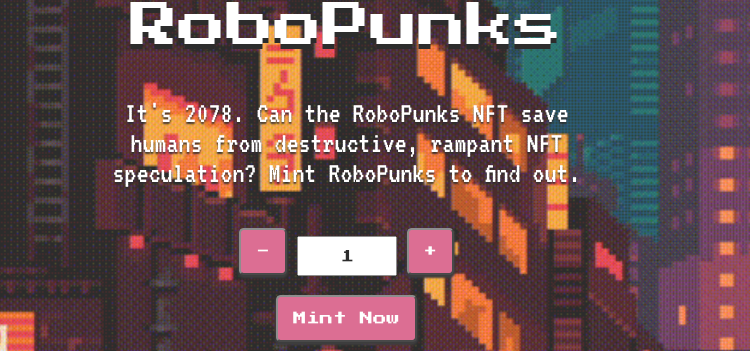 RoboPunks
It's 2078. Can the RoboPunks NFT save
humans from destructive, rampant NFT
speculation? Mint RoboPunks to find out.
- 1 +
Mint Now